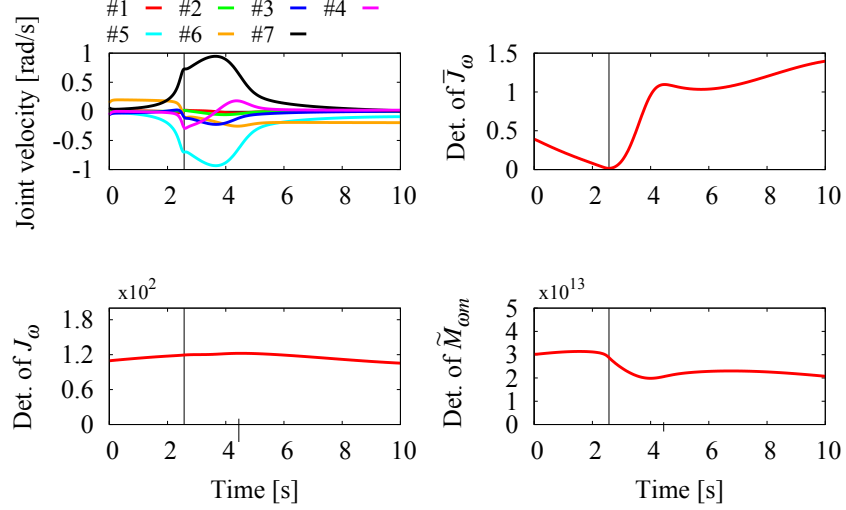 #1 #2 #3 #4
#5 #6 #7
Joint velocity [rad/s]
1
0.5
0
-0.5
-1
0 2 4 6 8 10
Det. of J̅ω
1.5
1
0.5
0
0 2 4 6 8 10
x10²
Det. of Jω
1.8
1.2
0.6
0
0 2 4 6 8 10
Time [s]
x10¹³
Det. of M̃ωm
5
4
3
2
1
0
0 2 4 6 8 10
Time [s]